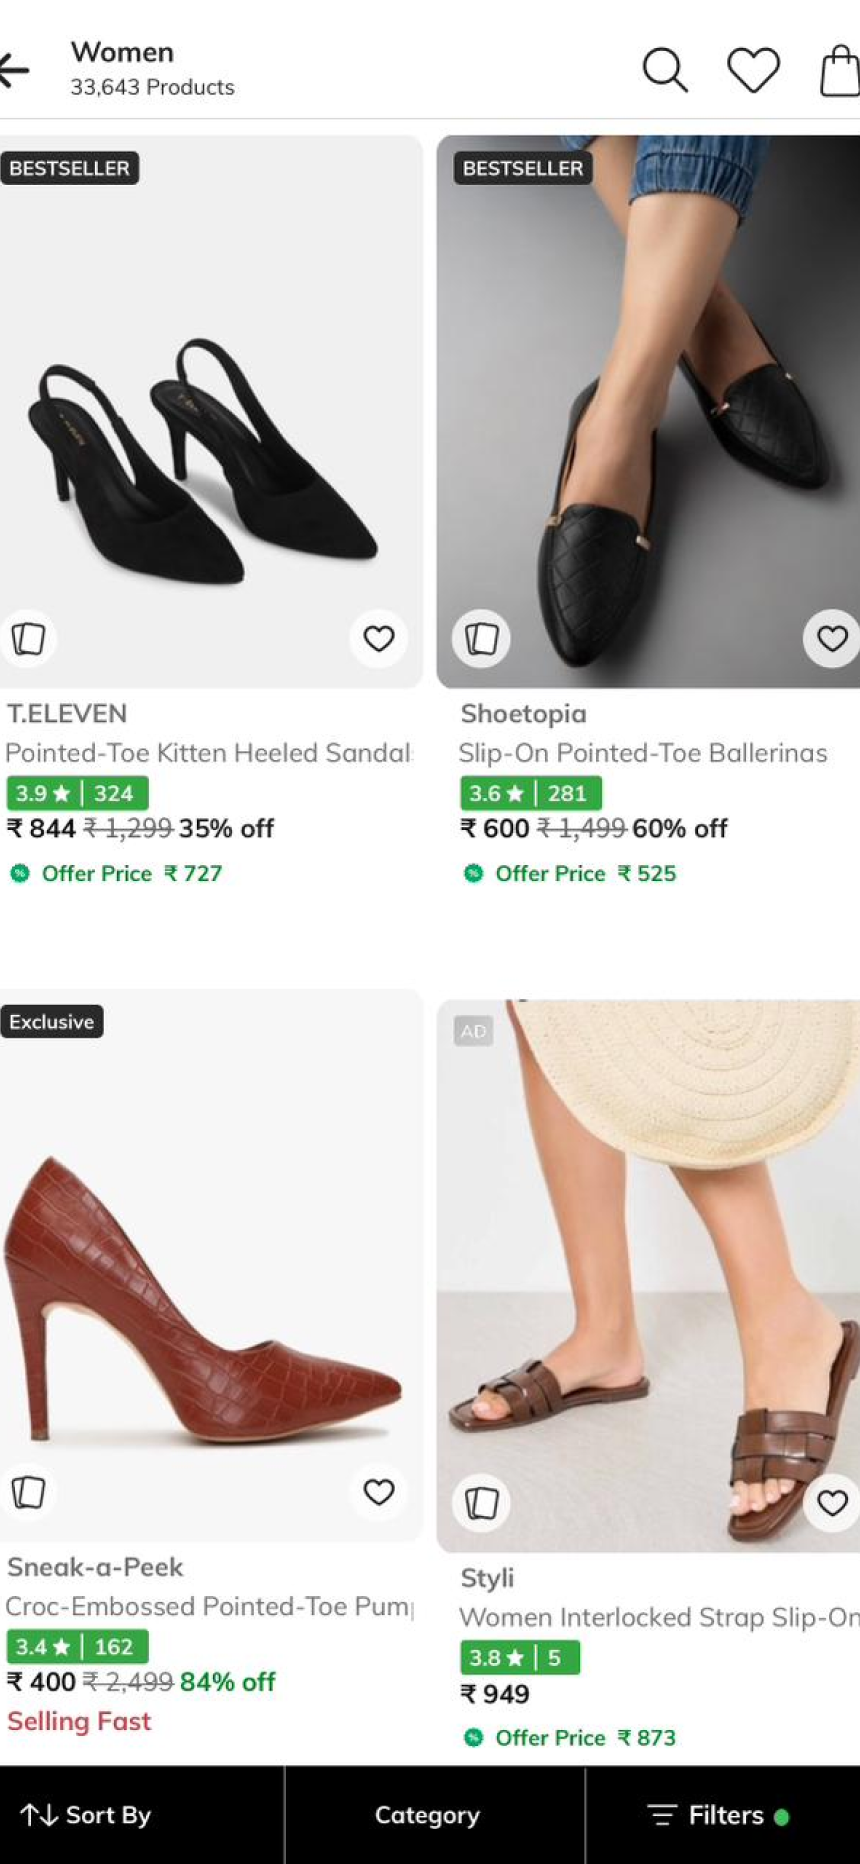 Women
33,643 Products
BESTSELLER
BESTSELLER
T.ELEVEN
Pointed-Toe Kitten Heeled Sandal
3.9 ★ | 324
₹ 844 ₹ 1,299 35% off
Offer Price ₹ 727
Shoetopia
Slip-On Pointed-Toe Ballerinas
3.6 ★ | 281
₹ 600 ₹ 1,499 60% off
Offer Price ₹ 525
Exclusive
AD
Sneak-a-Peek
Croc-Embossed Pointed-Toe Pum
3.4 ★ | 162
₹ 400 ₹ 2,499 84% off
Selling Fast
Styli
Women Interlocked Strap Slip-On
3.8 ★ | 5
₹ 949
Offer Price ₹ 873
Sort By
Category
Filters